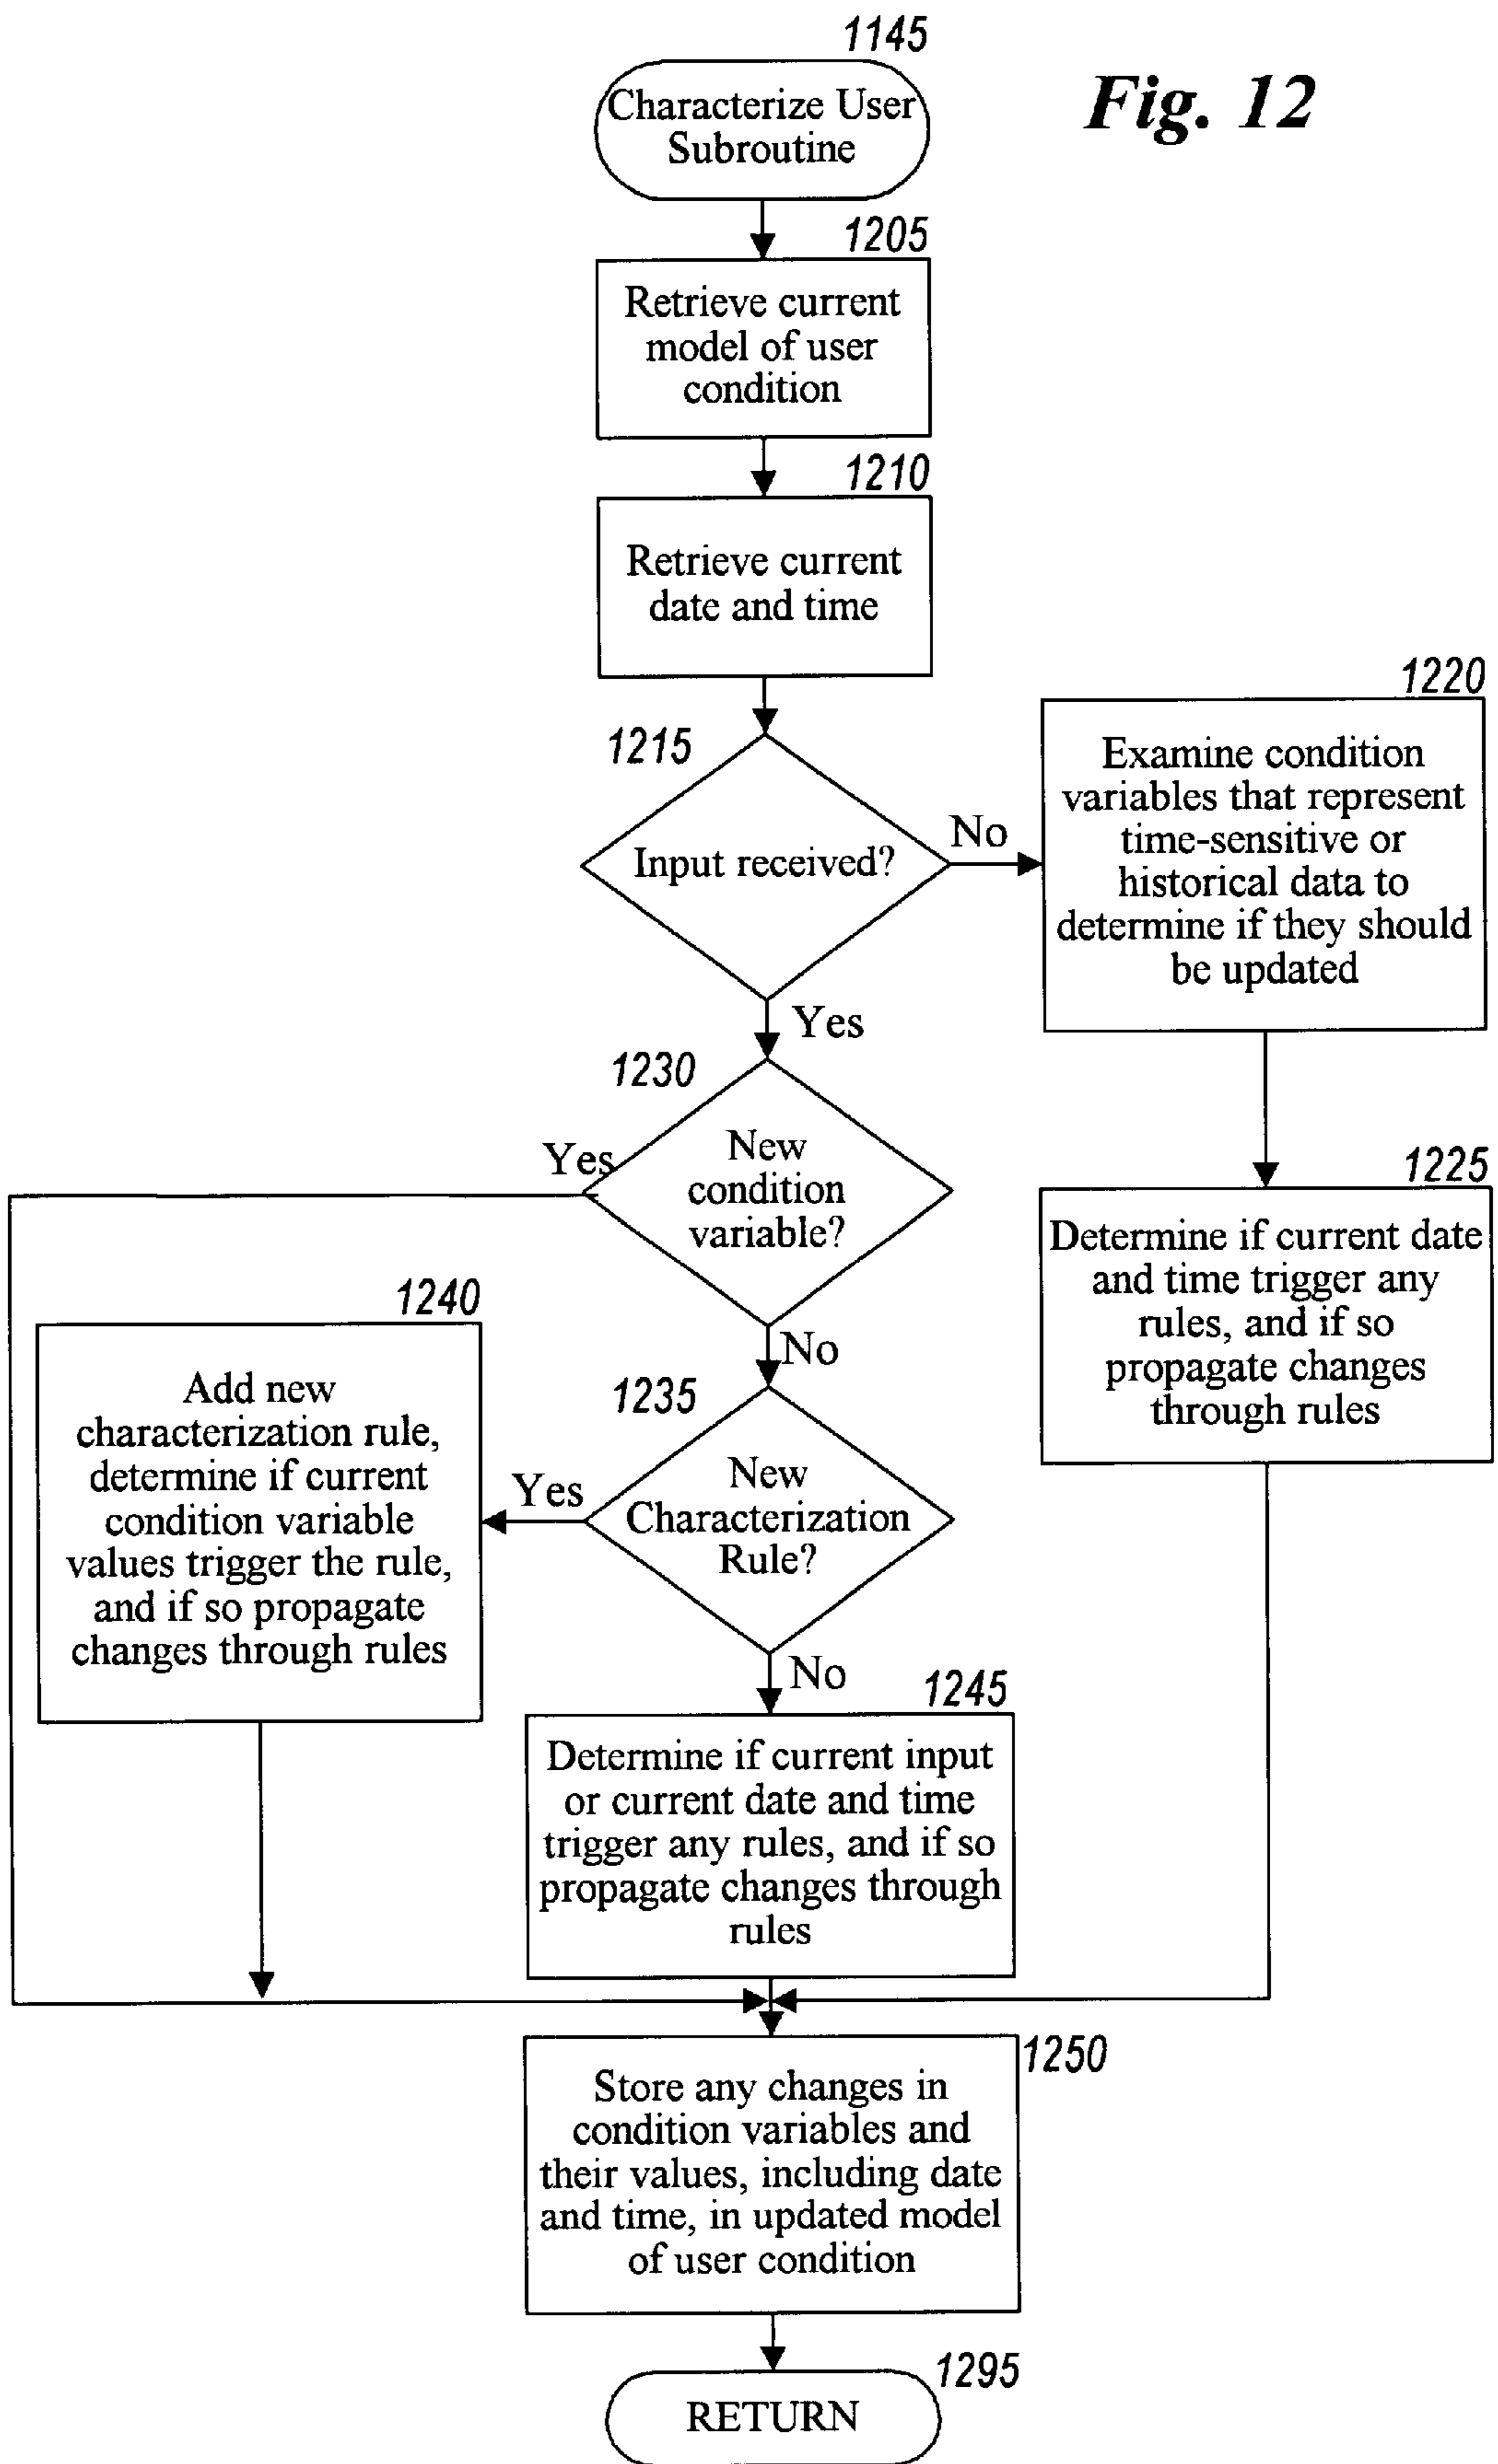 1145
Fig. 12
Characterize User
Subroutine
1205
Retrieve current
model of user
condition
1210
Retrieve current
date and time
1215
Input received?
No
Yes
1220
Examine condition
variables that represent
time-sensitive or
historical data to
determine if they should
be updated
1225
Determine if current date
and time trigger any
rules, and if so
propagate changes
through rules
1230
New
condition
variable?
Yes
No
1235
New
Characterization
Rule?
Yes
No
1240
Add new
characterization rule,
determine if current
condition variable
values trigger the rule,
and if so propagate
changes through rules
1245
Determine if current input
or current date and time
trigger any rules, and if so
propagate changes through
rules
1250
Store any changes in
condition variables and
their values, including date
and time, in updated model
of user condition
1295
RETURN